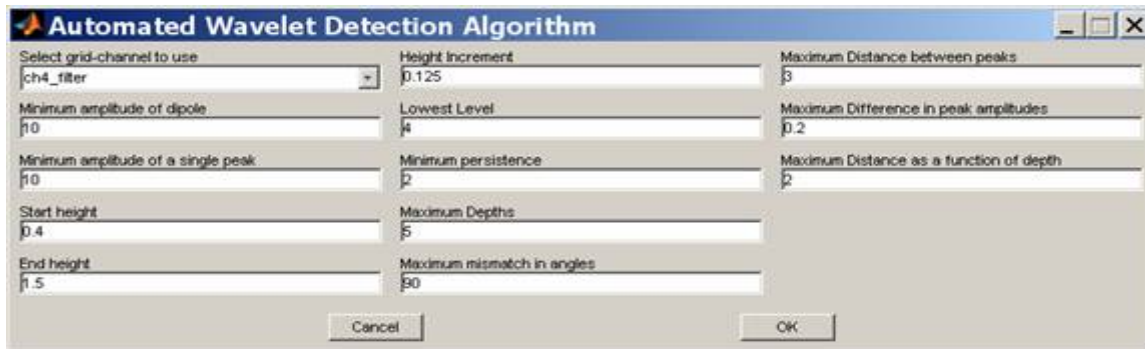 Automated Wavelet Detection Algorithm
Select grid-channel to use
ch4_filter
Minimum amplitude of dipole
10
Minimum amplitude of a single peak
10
Start height
0.4
End height
1.5
Height Increment
0.125
Lowest Level
4
Minimum persistence
2
Maximum Depths
5
Maximum mismatch in angles
90
Maximum Distance between peaks
3
Maximum Difference in peak amplitudes
0.2
Maximum Distance as a function of depth
2
Cancel
OK